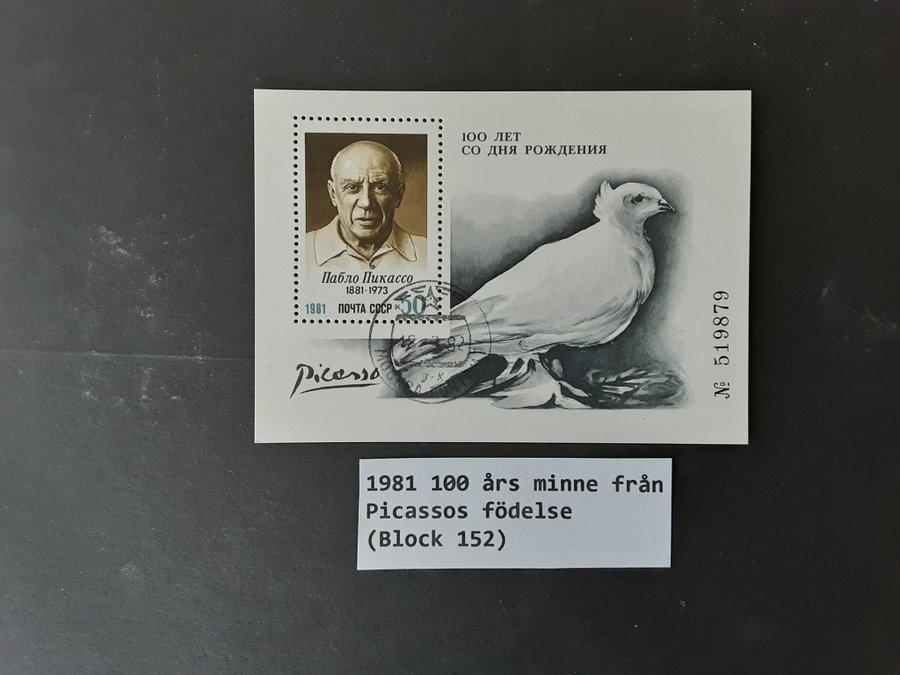 100 ЛЕТ
СО ДНЯ РОЖДЕНИЯ
Пабло Пикассо
1881·1973
1981 ПОЧТА СССР к50
Picasso
№ 519879
1981 100 års minne från
Picassos födelse
(Block 152)